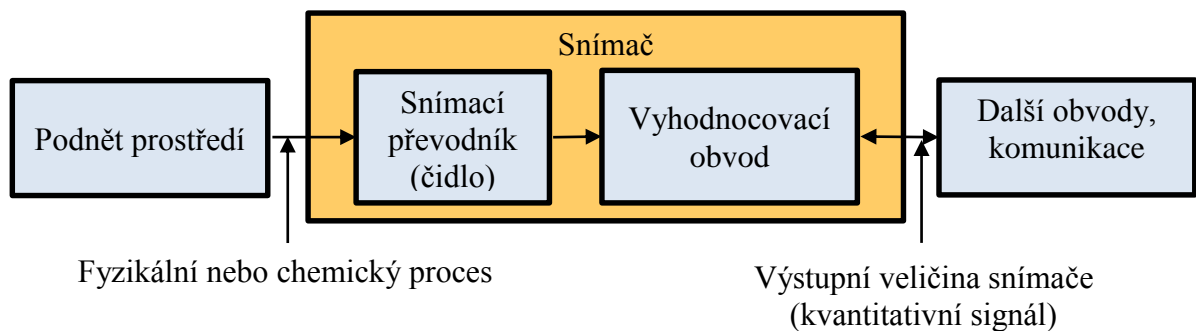 Snímač
Podnět prostředí
Snímací
převodník
(čidlo)
Vyhodnocovací
obvod
Další obvody,
komunikace
Fyzikální nebo chemický proces
Výstupní veličina snímače
(kvantitativní signál)